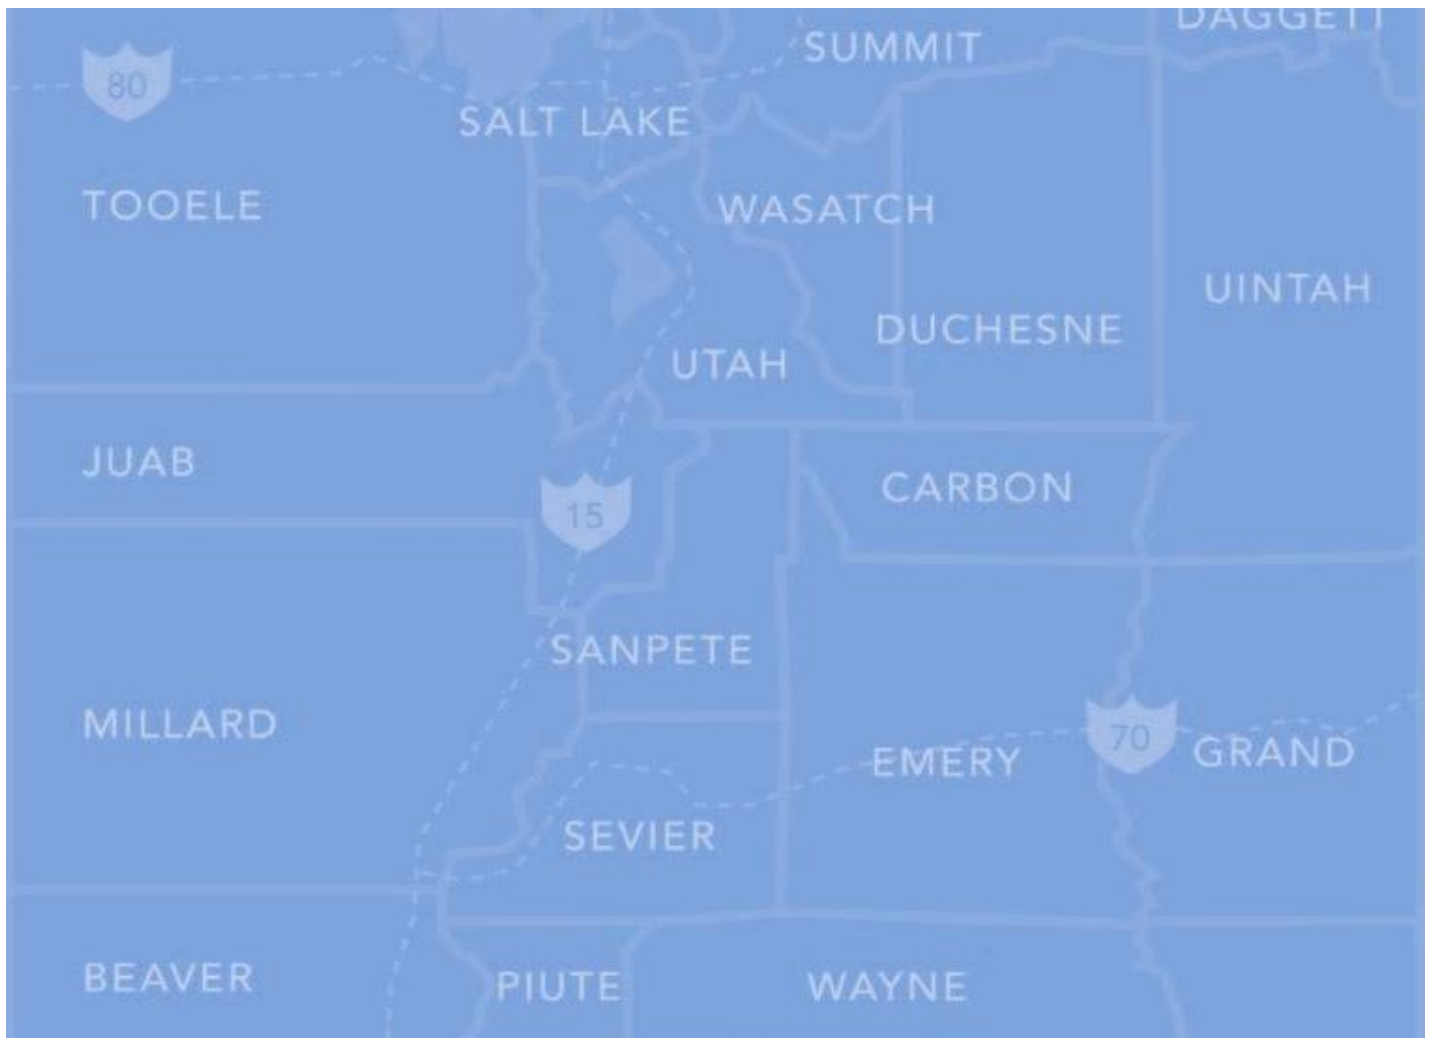 DAGGETT
SUMMIT
80
SALT LAKE
TOOELE
WASATCH
UINTAH
DUCHESNE
UTAH
JUAB
CARBON
15
SANPETE
MILLARD
70
GRAND
EMERY
SEVIER
BEAVER
PIUTE
WAYNE